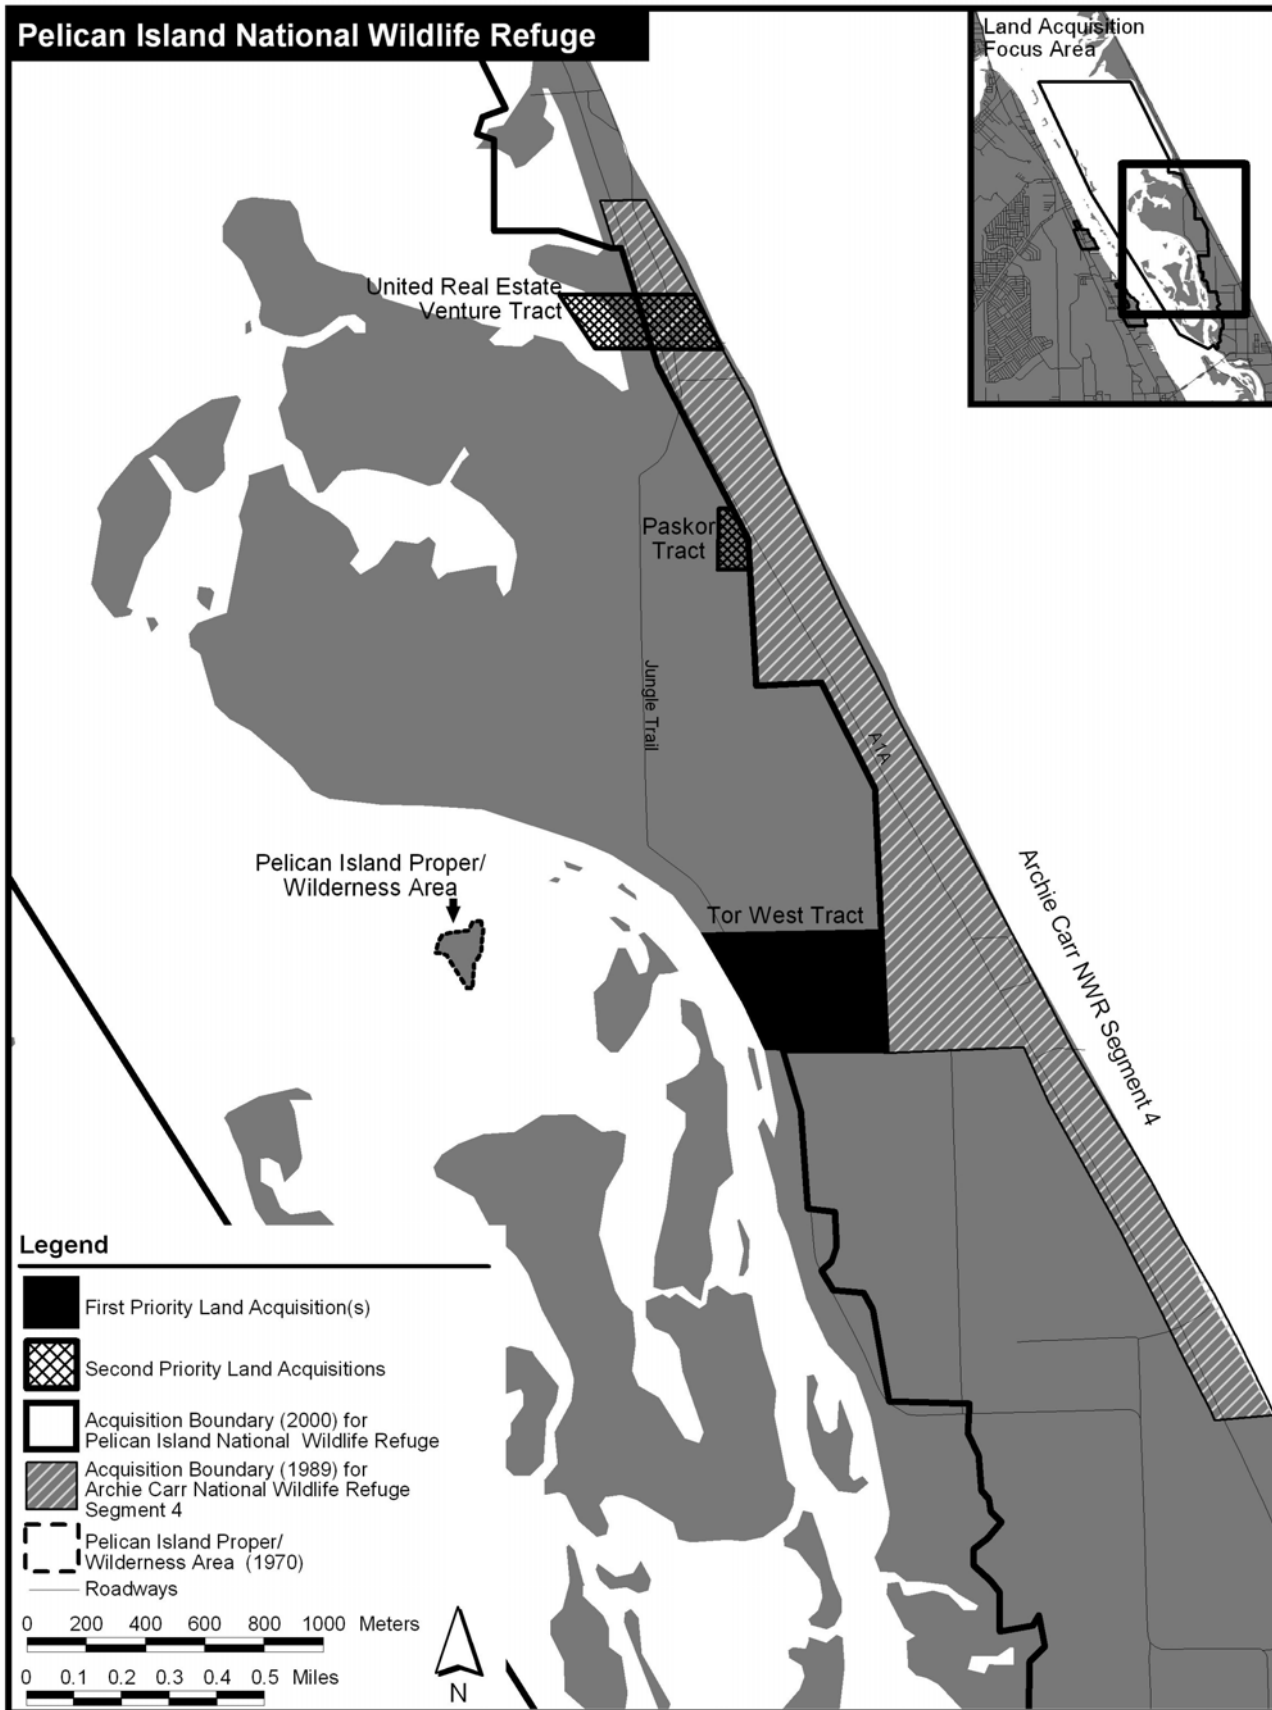 Pelican Island National Wildlife Refuge
Land Acquisition
Focus Area
United Real Estate
Venture Tract
Paskor
Tract
Jungle Trail
A1A
Pelican Island Proper/
Wilderness Area
Tor West Tract
Archie Carr NWR Segment 4
Legend
First Priority Land Acquisition(s)
Second Priority Land Acquisitions
Acquisition Boundary (2000) for
Pelican Island National Wildlife Refuge
Acquisition Boundary (1989) for
Archie Carr National Wildlife Refuge
Segment 4
Pelican Island Proper/
Wilderness Area (1970)
Roadways
0 200 400 600 800 1000 Meters
0 0.1 0.2 0.3 0.4 0.5 Miles
N